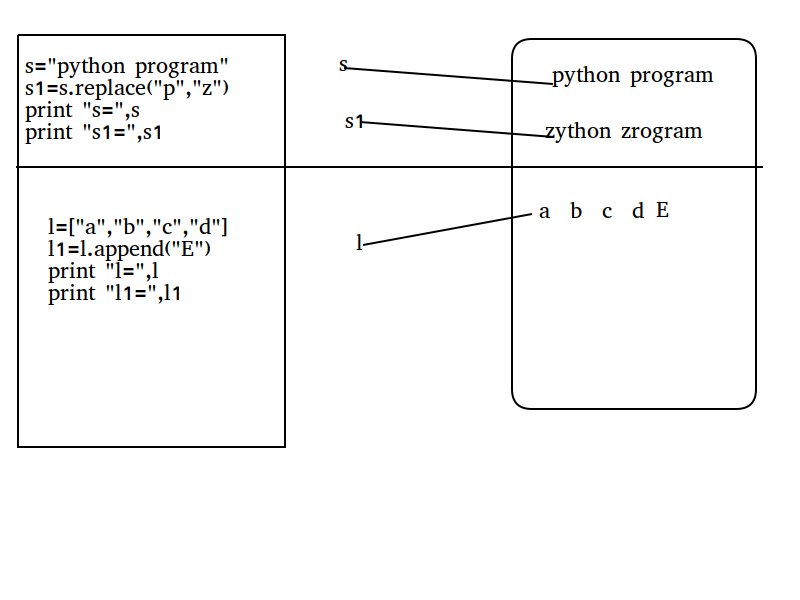 s="python program"
s1=s.replace("p","z")
print "s=",s
print "s1=",s1
s
python program
s1
zython zrogram
l=["a","b","c","d"]
l1=l.append("E")
print "l=",l
print "l1=",l1
l
a b c d E